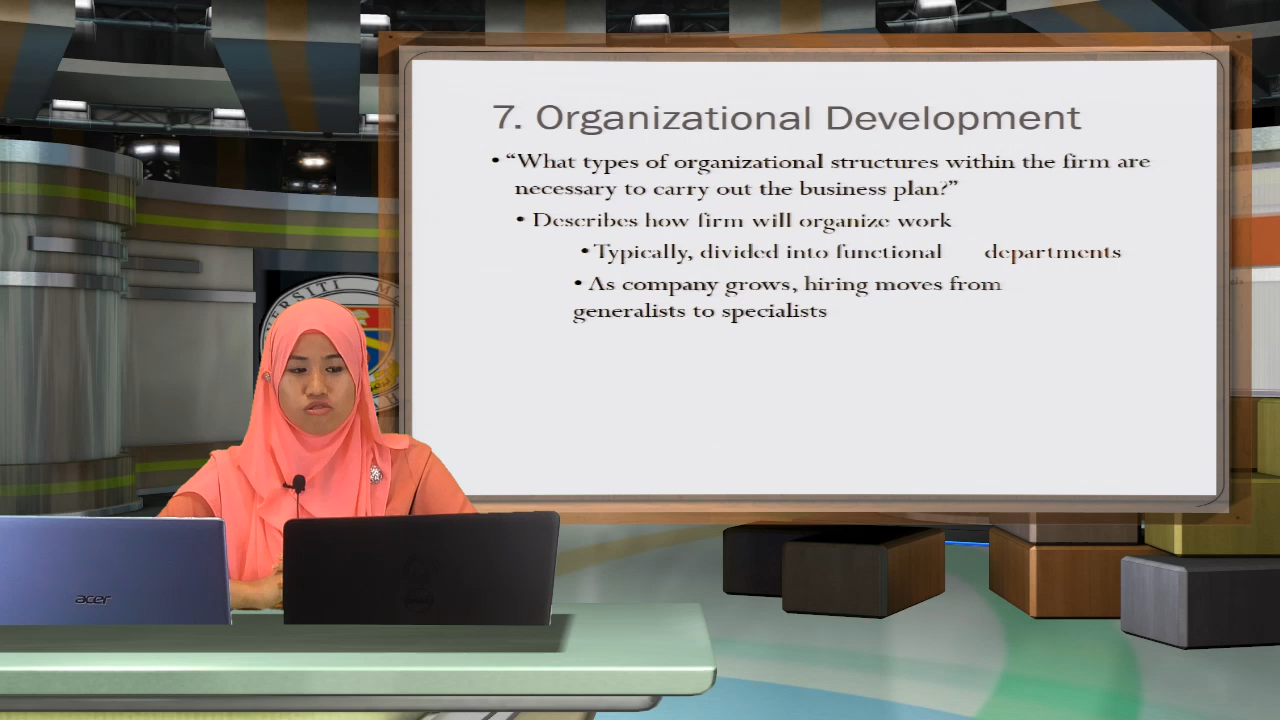 7. Organizational Development
• “What types of organizational structures within the firm are
necessary to carry out the business plan?”
• Describes how firm will organize work
• Typically, divided into functional departments
• As company grows, hiring moves from
generalists to specialists
acer